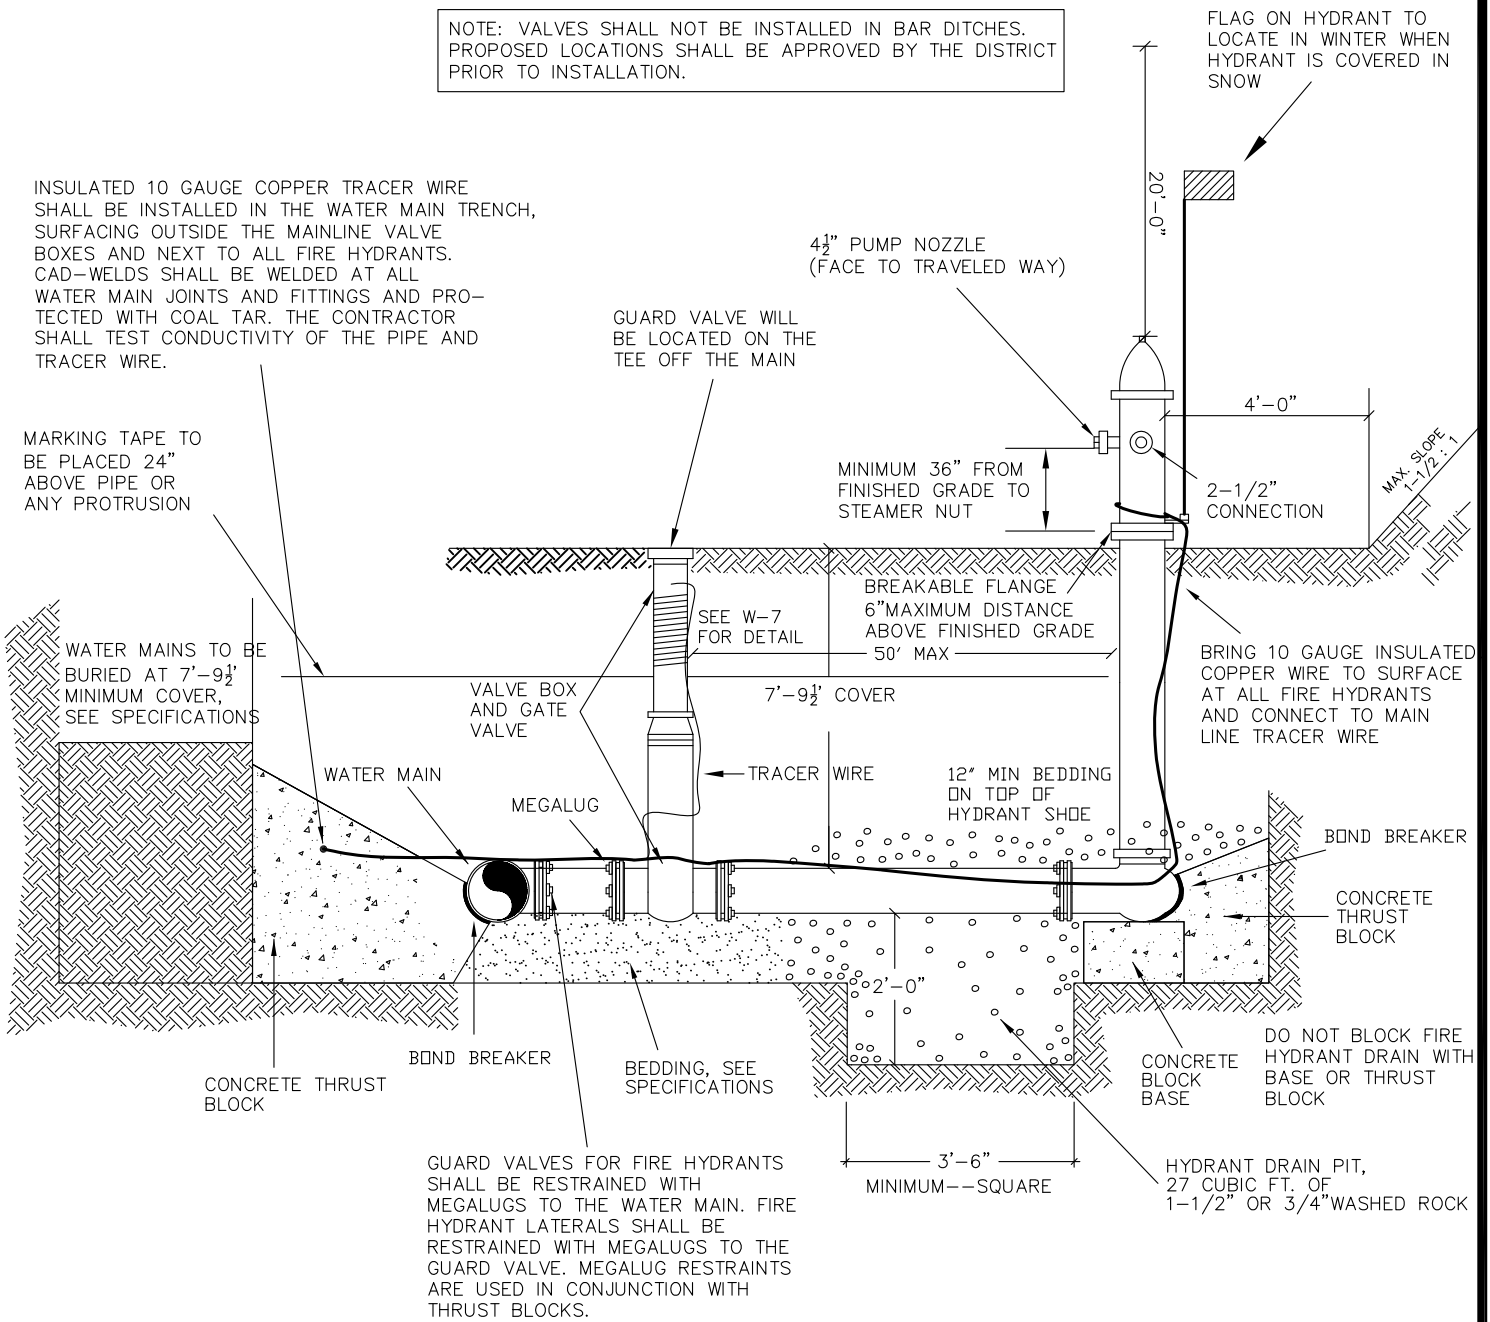 NOTE: VALVES SHALL NOT BE INSTALLED IN BAR DITCHES.
PROPOSED LOCATIONS SHALL BE APPROVED BY THE DISTRICT
PRIOR TO INSTALLATION.
FLAG ON HYDRANT TO
LOCATE IN WINTER WHEN
HYDRANT IS COVERED IN
SNOW
INSULATED 10 GAUGE COPPER TRACER WIRE
SHALL BE INSTALLED IN THE WATER MAIN TRENCH,
SURFACING OUTSIDE THE MAINLINE VALVE
BOXES AND NEXT TO ALL FIRE HYDRANTS.
CAD-WELDS SHALL BE WELDED AT ALL
WATER MAIN JOINTS AND FITTINGS AND PRO-
TECTED WITH COAL TAR. THE CONTRACTOR
SHALL TEST CONDUCTIVITY OF THE PIPE AND
TRACER WIRE.
20'-0"
4½" PUMP NOZZLE
(FACE TO TRAVELED WAY)
GUARD VALVE WILL
BE LOCATED ON THE
TEE OFF THE MAIN
4'-0"
MARKING TAPE TO
BE PLACED 24"
ABOVE PIPE OR
ANY PROTRUSION
MINIMUM 36" FROM
FINISHED GRADE TO
STEAMER NUT
2-1/2"
CONNECTION
MAX. SLOPE
1-1/2 : 1
BREAKABLE FLANGE
6"MAXIMUM DISTANCE
ABOVE FINISHED GRADE
SEE W-7
FOR DETAIL
50' MAX
WATER MAINS TO BE
BURIED AT 7'-9½'
MINIMUM COVER,
SEE SPECIFICATIONS
BRING 10 GAUGE INSULATED
COPPER WIRE TO SURFACE
AT ALL FIRE HYDRANTS
AND CONNECT TO MAIN
LINE TRACER WIRE
VALVE BOX
AND GATE
VALVE
7'-9½' COVER
WATER MAIN
TRACER WIRE
12" MIN BEDDING
ON TOP OF
HYDRANT SHOE
MEGALUG
BOND BREAKER
CONCRETE
THRUST
BLOCK
2'-0"
BOND BREAKER
CONCRETE THRUST
BLOCK
BEDDING, SEE
SPECIFICATIONS
CONCRETE
BLOCK
BASE
DO NOT BLOCK FIRE
HYDRANT DRAIN WITH
BASE OR THRUST
BLOCK
GUARD VALVES FOR FIRE HYDRANTS
SHALL BE RESTRAINED WITH
MEGALUGS TO THE WATER MAIN. FIRE
HYDRANT LATERALS SHALL BE
RESTRAINED WITH MEGALUGS TO THE
GUARD VALVE. MEGALUG RESTRAINTS
ARE USED IN CONJUNCTION WITH
THRUST BLOCKS.
3'-6"
MINIMUM--SQUARE
HYDRANT DRAIN PIT,
27 CUBIC FT. OF
1-1/2" OR 3/4"WASHED ROCK